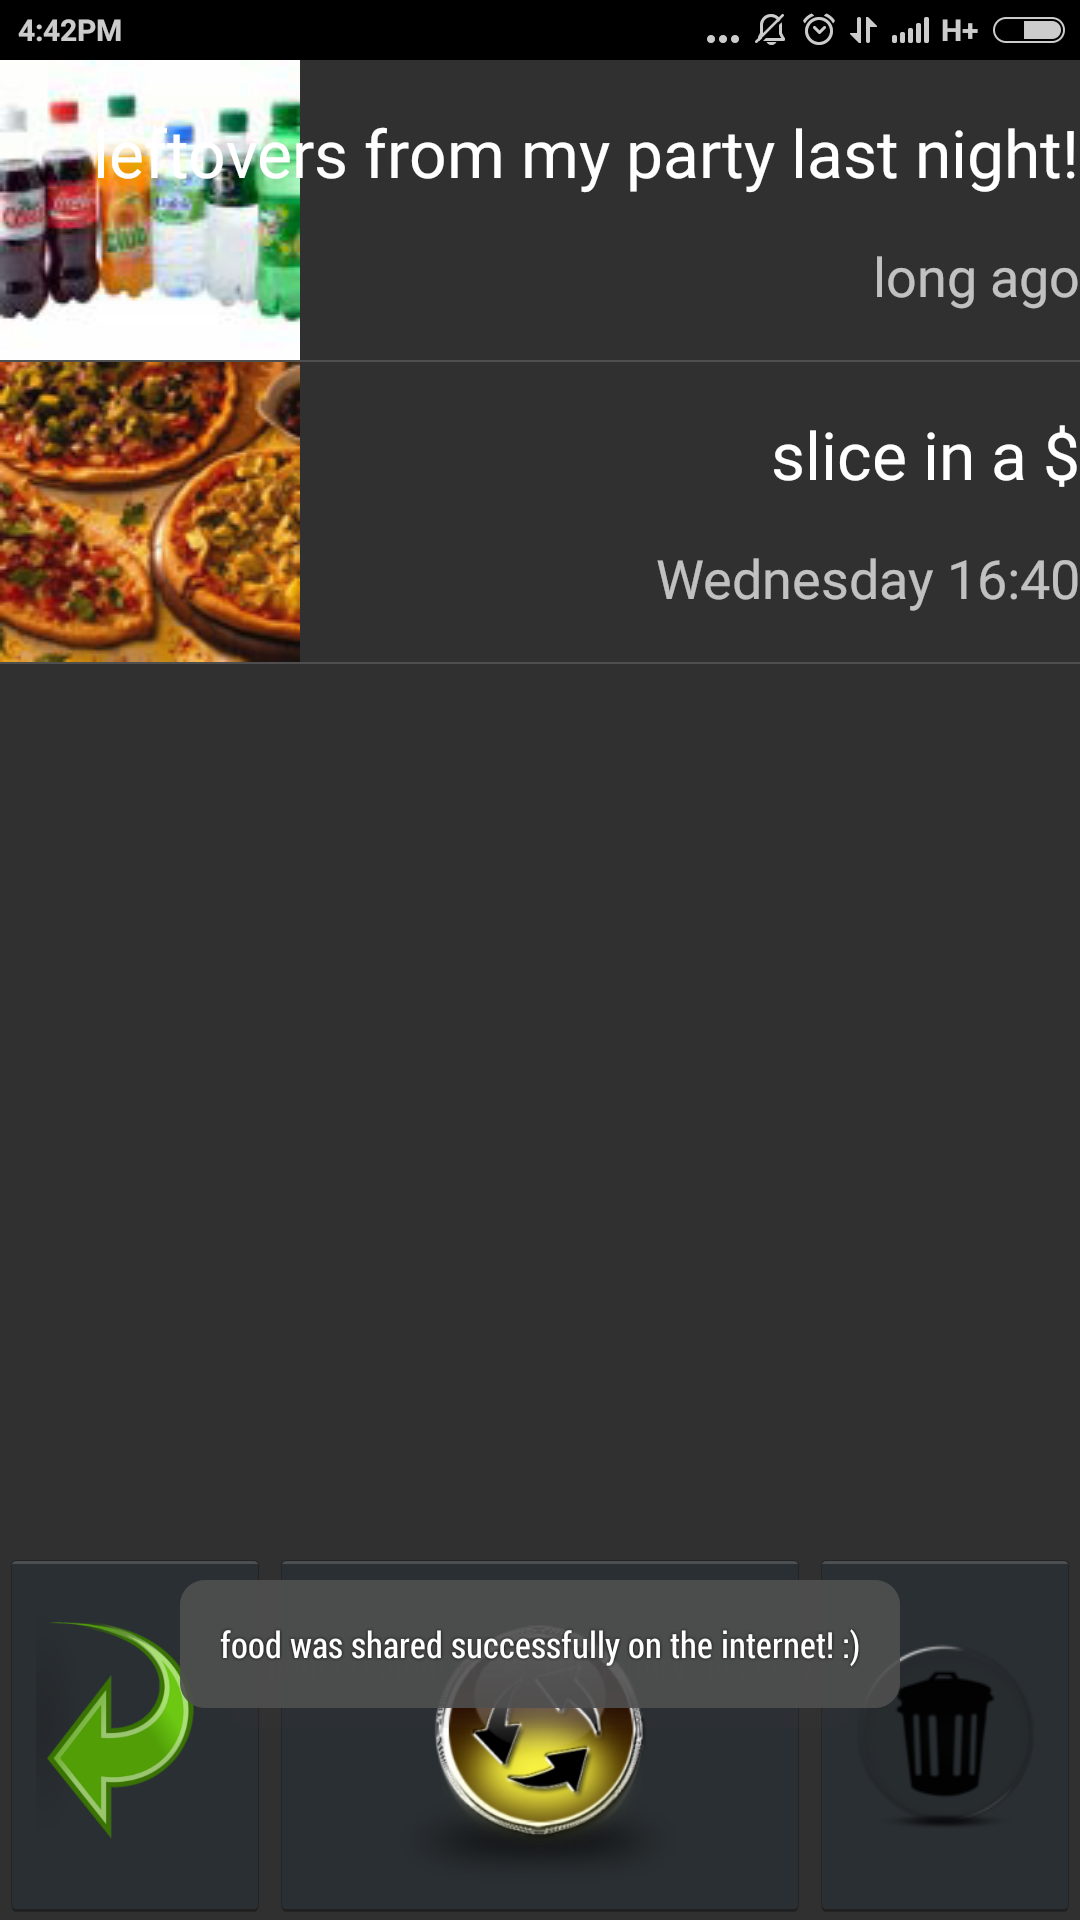 4:42PM
H+
leftovers from my party last night!
long ago
slice in a $
Wednesday 16:40
food was shared successfully on the internet! :)